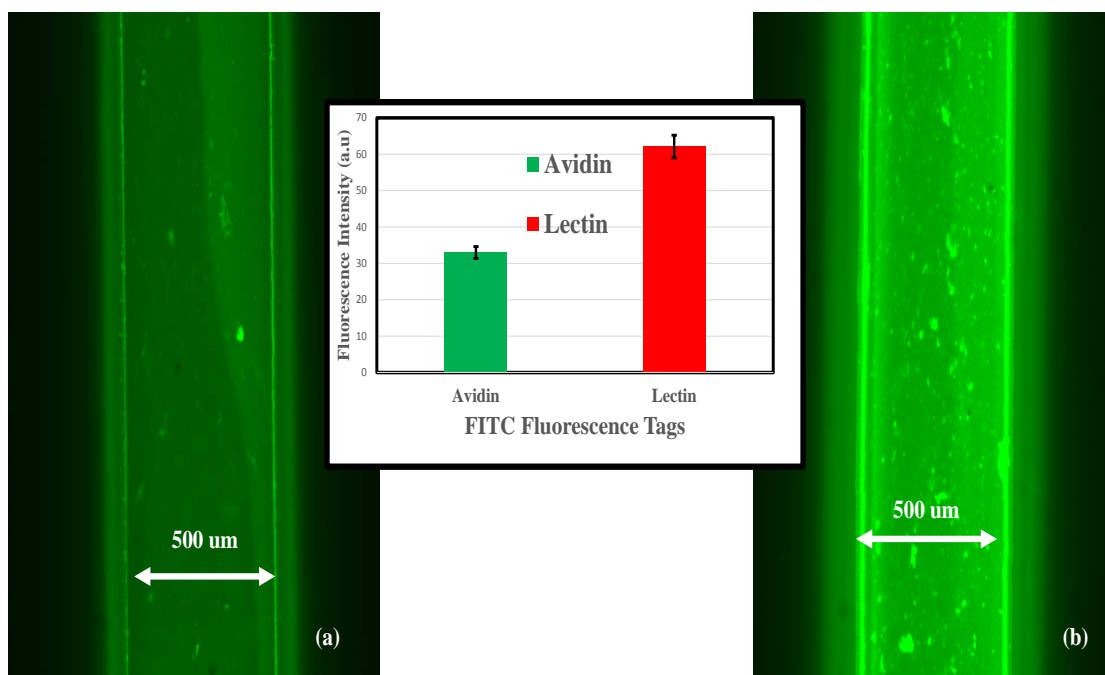 70
60
50
40
30
20
10
0
Fluorescence Intensity (a.u)
Avidin
Lectin
Avidin
Lectin
FITC Fluorescence Tags
500 um
(a)
500 um
(b)